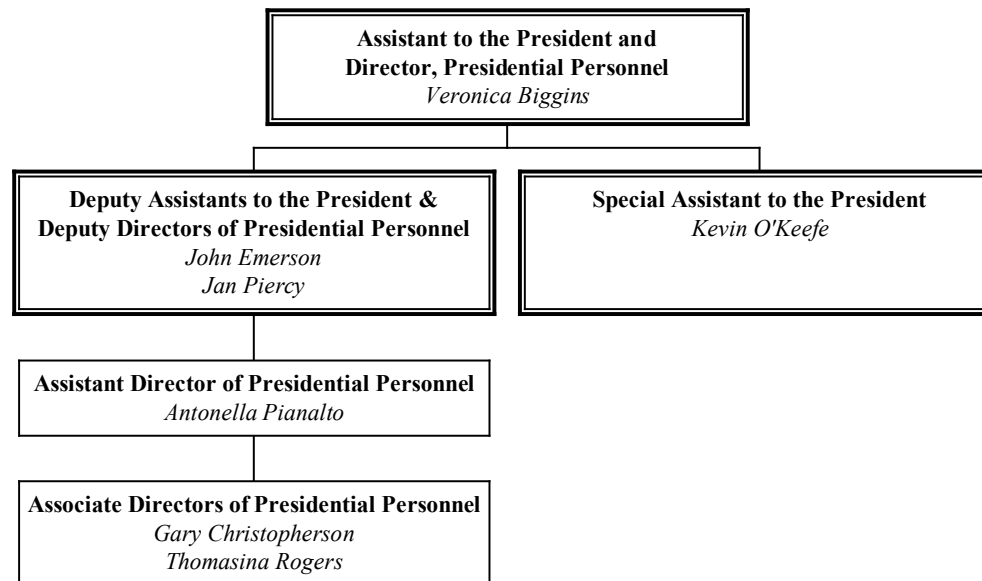 Assistant to the President and
Director, Presidential Personnel
Veronica Biggins
Deputy Assistants to the President &
Deputy Directors of Presidential Personnel
John Emerson
Jan Piercy
Special Assistant to the President
Kevin O'Keefe
Assistant Director of Presidential Personnel
Antonella Pianalto
Associate Directors of Presidential Personnel
Gary Christopherson
Thomasina Rogers